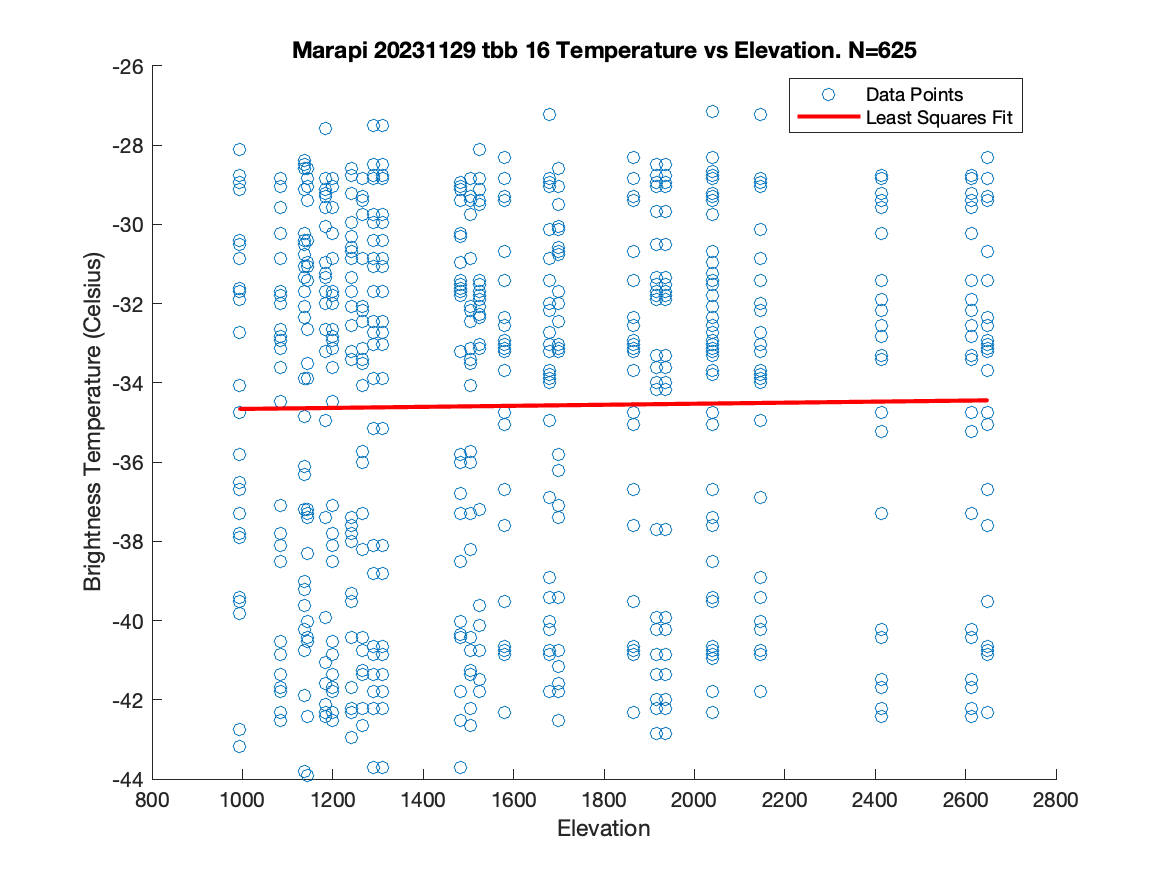 Marapi 20231129 tbb 16 Temperature vs Elevation. N=625
-26
-28
-30
-32
-34
-36
-38
-40
-42
-44
Brightness Temperature (Celsius)
Data Points
Least Squares Fit
800 1000 1200 1400 1600 1800 2000 2200 2400 2600 2800
Elevation